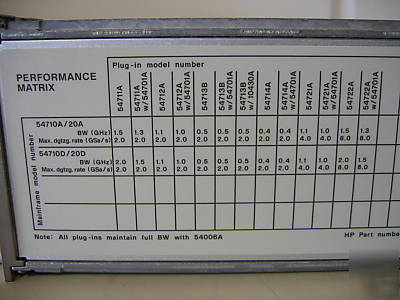 Plug-in model number
PERFORMANCE
MATRIX
54711A
54711A w/54701A
54712A
54712A w/54701A
54713B
54713B w/54701A
54713B w/10430A
54714A
54714A w/54701A
54721A
54721A w/54701A
54722A
54722A w/54701A
Mainframe model number
54710A/20A
BW (GHz) 1.5 1.3 1.1 1.0 0.5 0.5 0.5 0.4 0.4 1.1 1.0 1.5 1.3
Max. dgtzg. rate (GSa/s) 2.0 2.0 2.0 2.0 2.0 2.0 2.0 2.0 2.0 4.0 4.0 8.0 8.0
54710D/20D
BW (GHz) 2.0 1.5 1.1 1.0 0.5 0.5 0.5 0.4 0.4 1.1 1.0 2.0 1.5
Max. dgtzg. rate (GSa/s) 2.0 2.0 2.0 2.0 2.0 2.0 2.0 2.0 2.0 4.0 4.0 8.0 8.0
Note: All plug-ins maintain full BW with 54006A
HP Part number